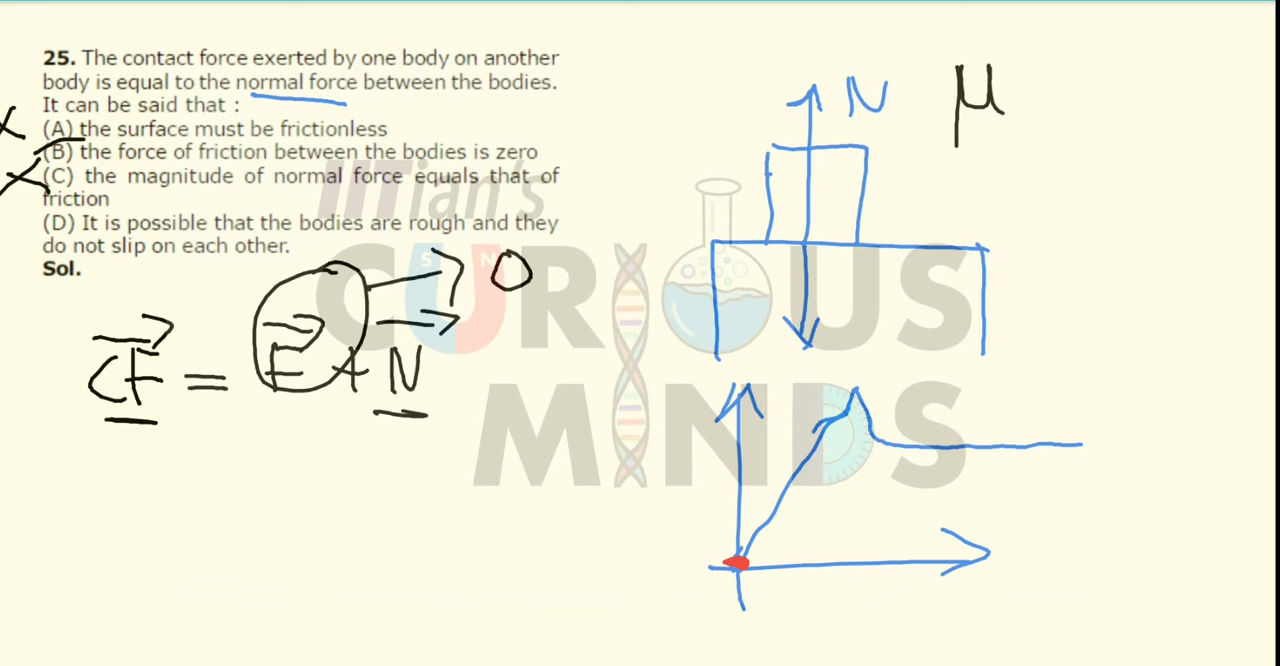 25. The contact force exerted by one body on another
body is equal to the normal force between the bodies.
It can be said that :
(A) the surface must be frictionless
(B) the force of friction between the bodies is zero
(C) the magnitude of normal force equals that of
friction
(D) It is possible that the bodies are rough and they
do not slip on each other.
Sol.
CF = F + N
O
N
μ
IITian's
CURIOUS
S N
MINDS